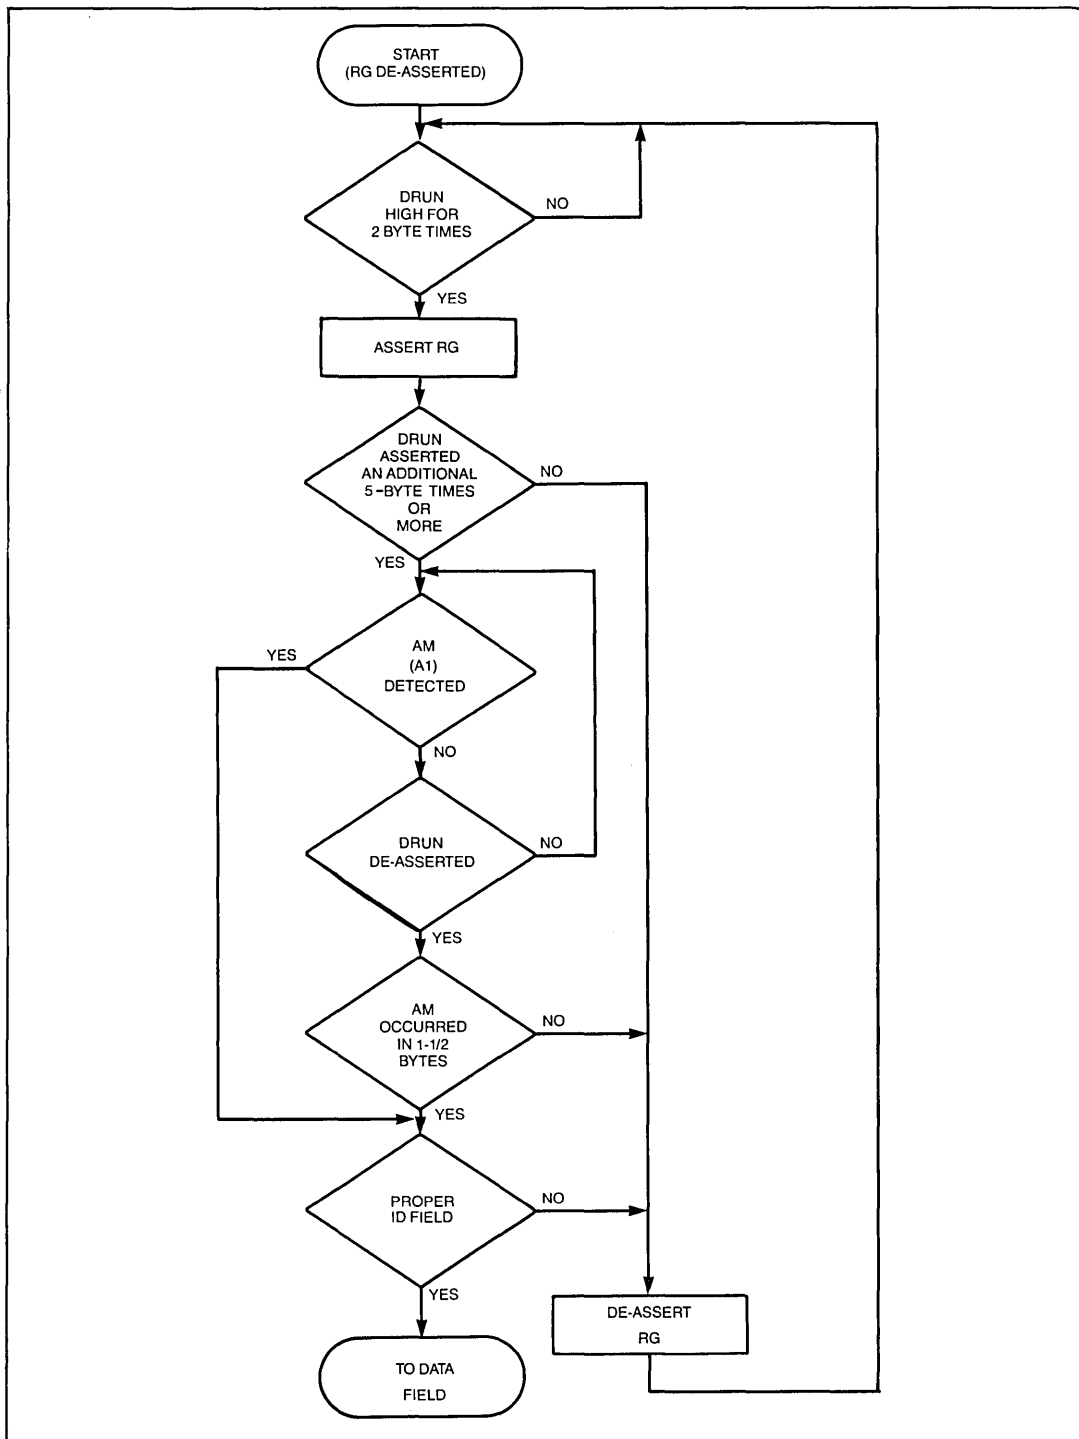 START
(RG DE-ASSERTED)
DRUN
HIGH FOR
2 BYTE TIMES
NO
YES
ASSERT RG
DRUN
ASSERTED
AN ADDITIONAL
5-BYTE TIMES
OR
MORE
NO
YES
AM
(A1)
DETECTED
YES
NO
DRUN
DE-ASSERTED
NO
YES
AM
OCCURRED
IN 1-1/2
BYTES
NO
YES
PROPER
ID FIELD
NO
YES
DE-ASSERT
RG
TO DATA
FIELD